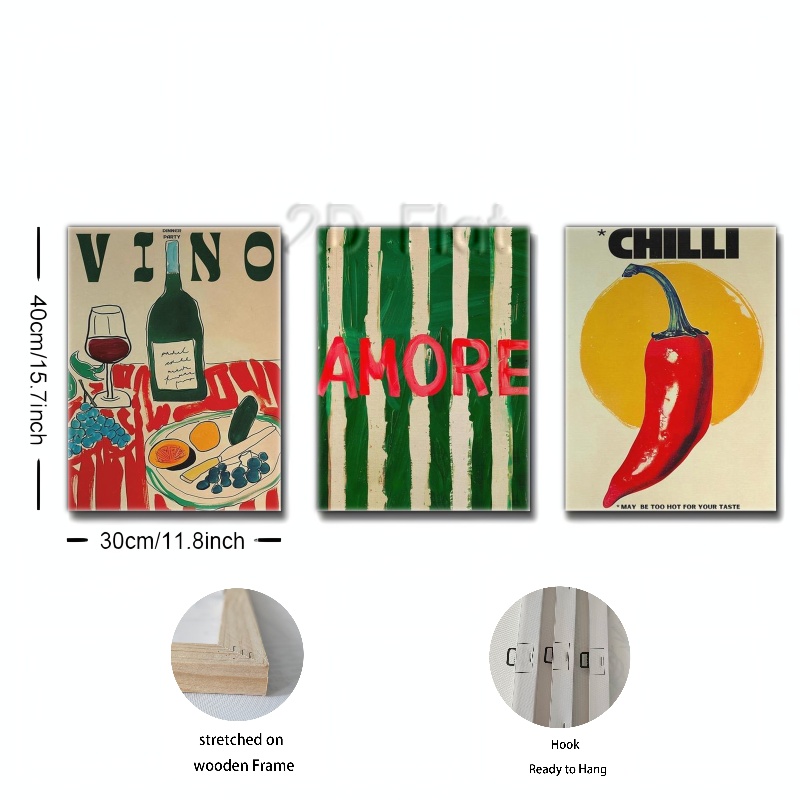 2D Flat
VINO
DINNER
PARTY
AMORE
*CHILLI
*MAY BE TOO HOT FOR YOUR TASTE
40cm/15.7inch
30cm/11.8inch
stretched on
wooden Frame
Hook
Ready to Hang